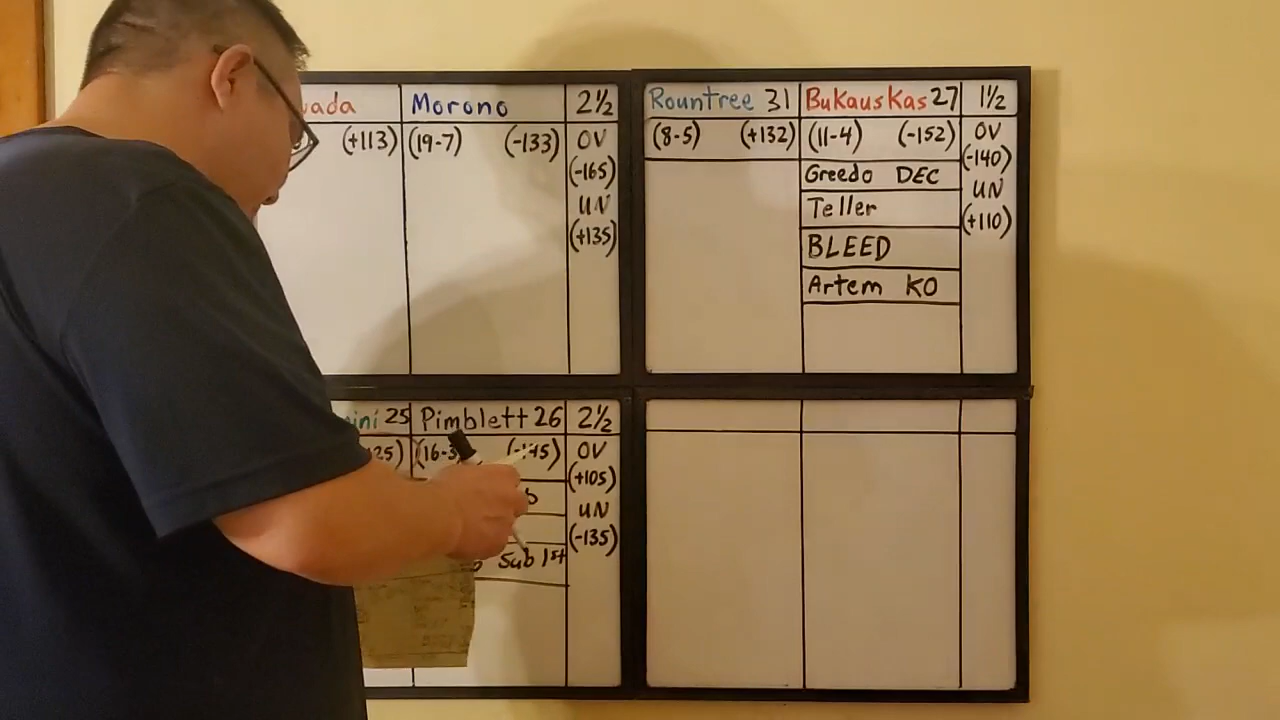 Morono 2½
(+113) (19-7) (-133) OV
(-165)
UN
(+135)
Rountree 31 Bukauskas 27 1½
(8-5) (+132) (11-4) (-152) OV
(-140)
Greedo DEC
UN
Teller
(+110)
BLEED
Artem KO
25 Pimblett 26 2½
OV
(+105)
UN
(-135)
Sub 1st